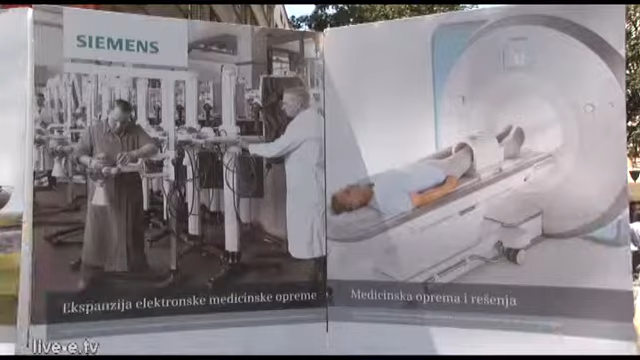 SIEMENS
Ekspanzija elektronske medicinske opreme
Medicinska oprema i rešenja
live-e.tv